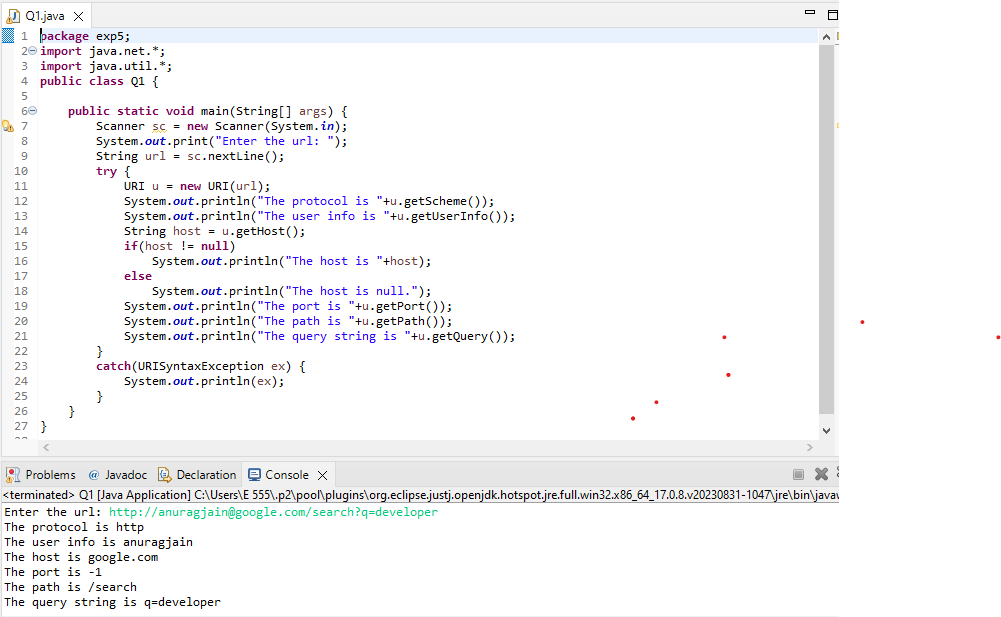 Q1.java
1 package exp5;
2 import java.net.*;
3 import java.util.*;
4 public class Q1 {
5
6     public static void main(String[] args) {
7         Scanner sc = new Scanner(System.in);
8         System.out.print("Enter the url: ");
9         String url = sc.nextLine();
10         try {
11             URI u = new URI(url);
12             System.out.println("The protocol is "+u.getScheme());
13             System.out.println("The user info is "+u.getUserInfo());
14             String host = u.getHost();
15             if(host != null)
16                 System.out.println("The host is "+host);
17             else
18                 System.out.println("The host is null.");
19             System.out.println("The port is "+u.getPort());
20             System.out.println("The path is "+u.getPath());
21             System.out.println("The query string is "+u.getQuery());
22         }
23         catch(URISyntaxException ex) {
24             System.out.println(ex);
25         }
26     }
27 }
Problems @ Javadoc Declaration Console
<terminated> Q1 [Java Application] C:\Users\E 555\.p2\pool\plugins\org.eclipse.justj.openjdk.hotspot.jre.full.win32.x86_64_17.0.8.v20230831-1047\jre\bin\javaw
Enter the url: http://anuragjain@google.com/search?q=developer
The protocol is http
The user info is anuragjain
The host is google.com
The port is -1
The path is /search
The query string is q=developer